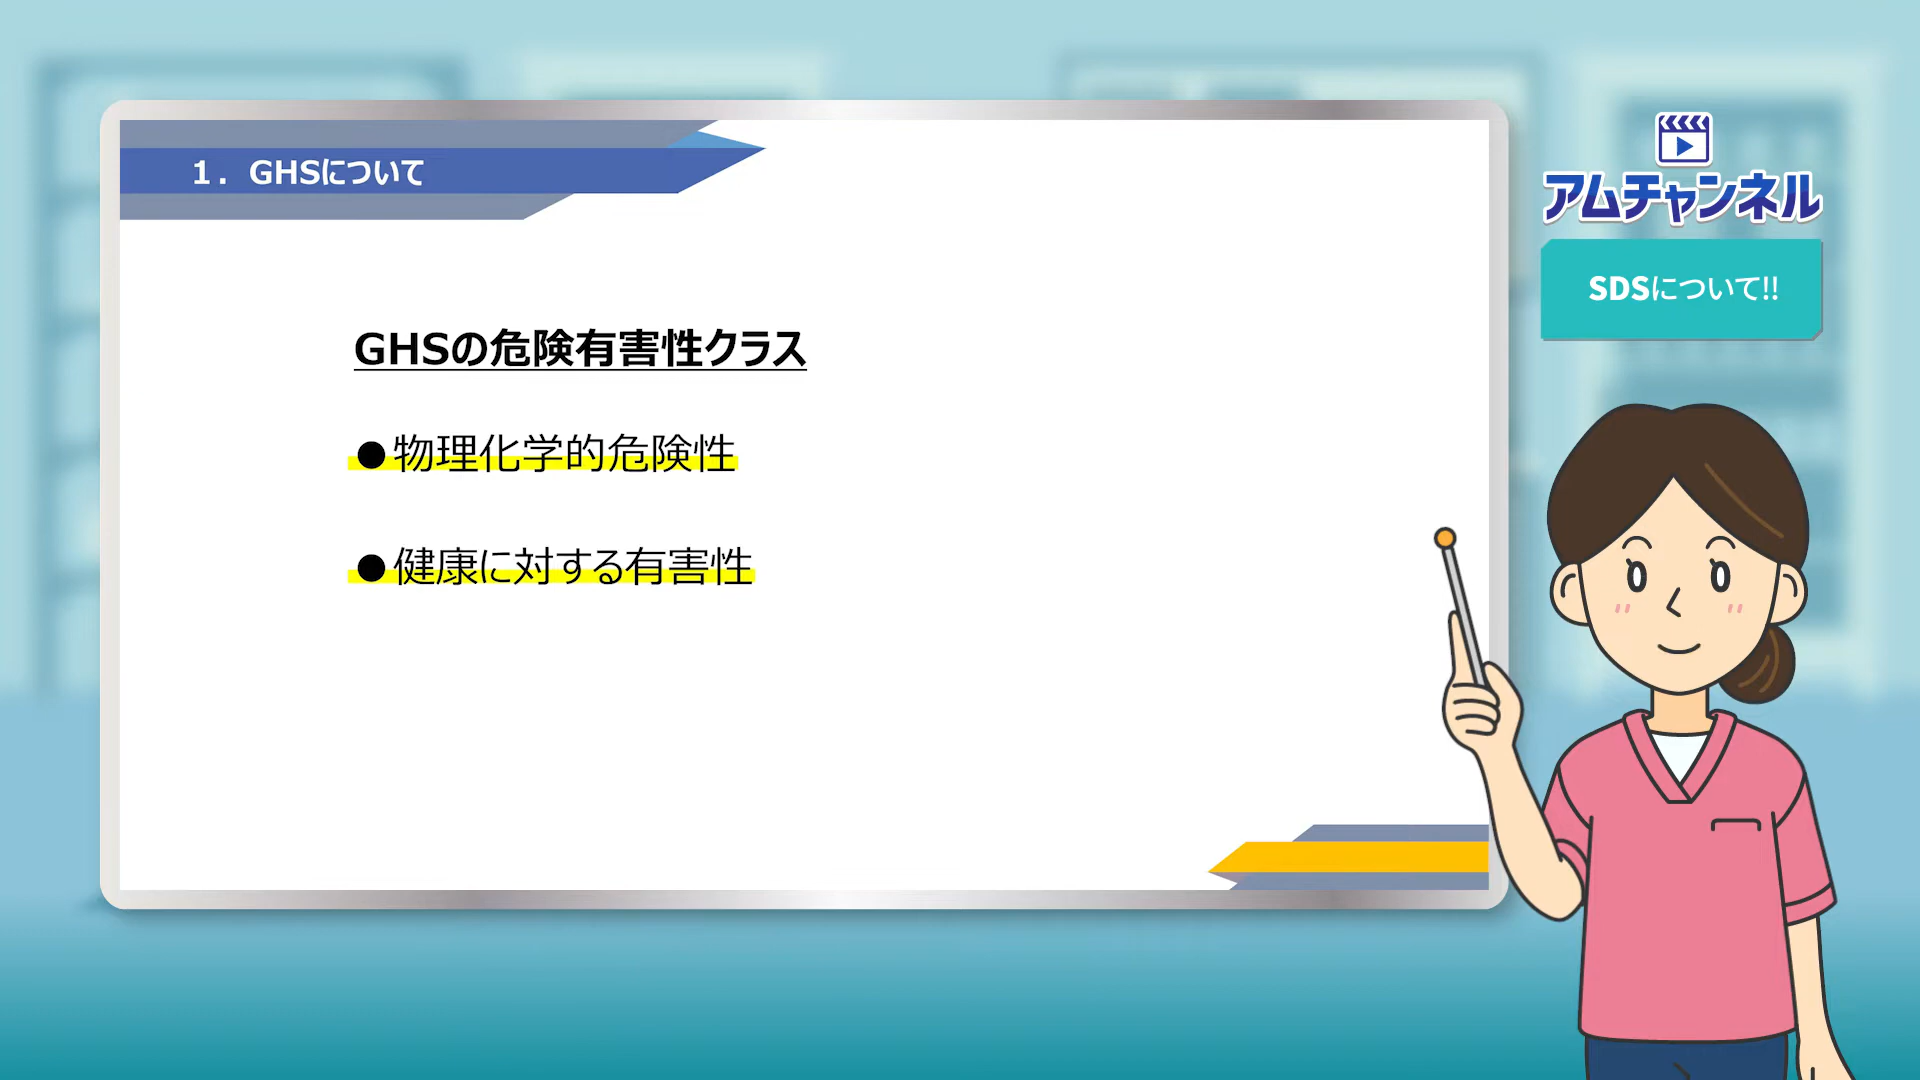 1．GHSについて
GHSの危険有害性クラス
●物理化学的危険性
●健康に対する有害性
アムチャンネル
SDSについて!!